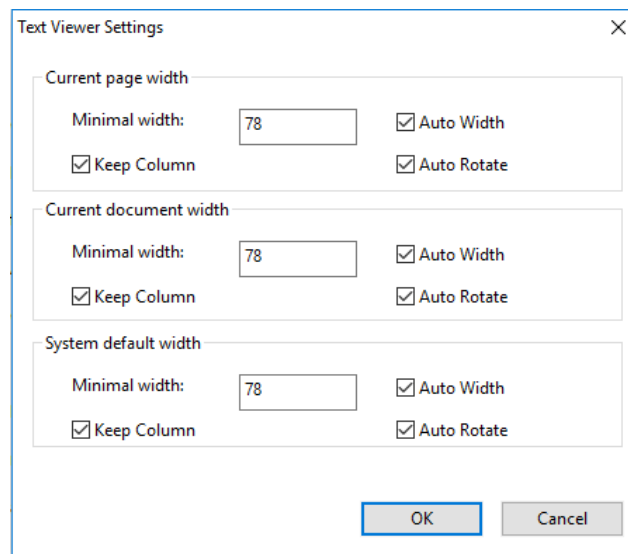 Text Viewer Settings
Current page width
Minimal width: 78 Auto Width
Keep Column Auto Rotate
Current document width
Minimal width: 78 Auto Width
Keep Column Auto Rotate
System default width
Minimal width: 78 Auto Width
Keep Column Auto Rotate
OK Cancel